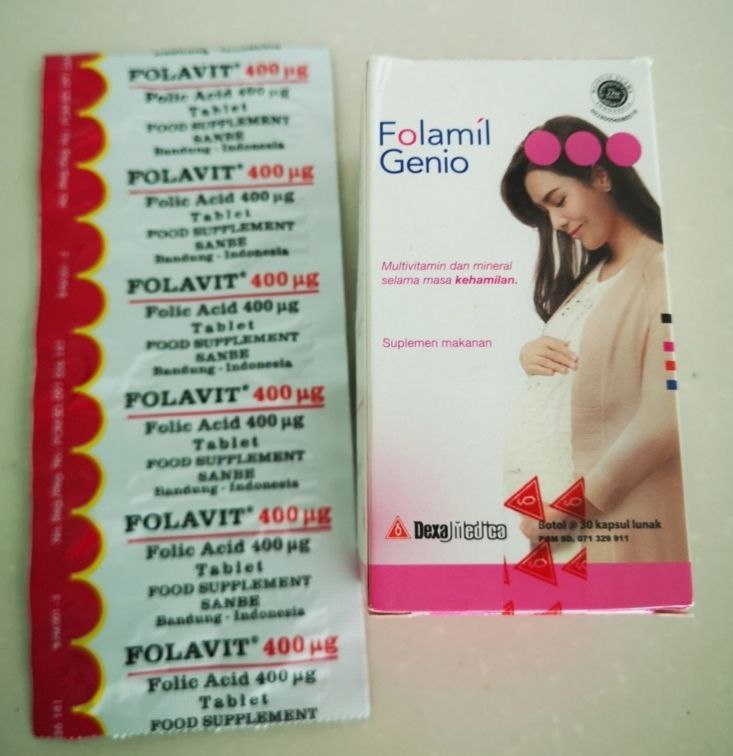 Bandung - Indonesia
FOLAVIT® 400 µg
Folic Acid 400 µg
Tablet
FOOD SUPPLEMENT
SANBE
Bandung - Indonesia
FOLAVIT® 400 µg
Folic Acid 400 µg
Tablet
FOOD SUPPLEMENT
SANBE
Bandung - Indonesia
FOLAVIT® 400 µg
Folic Acid 400 µg
Tablet
FOOD SUPPLEMENT
SANBE
Bandung - Indonesia
FOLAVIT® 400 µg
Folic Acid 400 µg
Tablet
FOOD SUPPLEMENT
SANBE
Bandung - Indonesia
FOLAVIT® 400 µg
Folic Acid 400 µg
Tablet
FOOD SUPPLEMENT
SANBE
Bandung - Indonesia
FOLAVIT® 400 µg
Folic Acid 400 µg
Tablet
FOOD SUPPLEMENT
Folamil
Genio
Multivitamin dan mineral
selama masa kehamilan.
Suplemen makanan
Dexa Medica
Botol @ 30 kapsul lunak
POM SD. 071 329 911